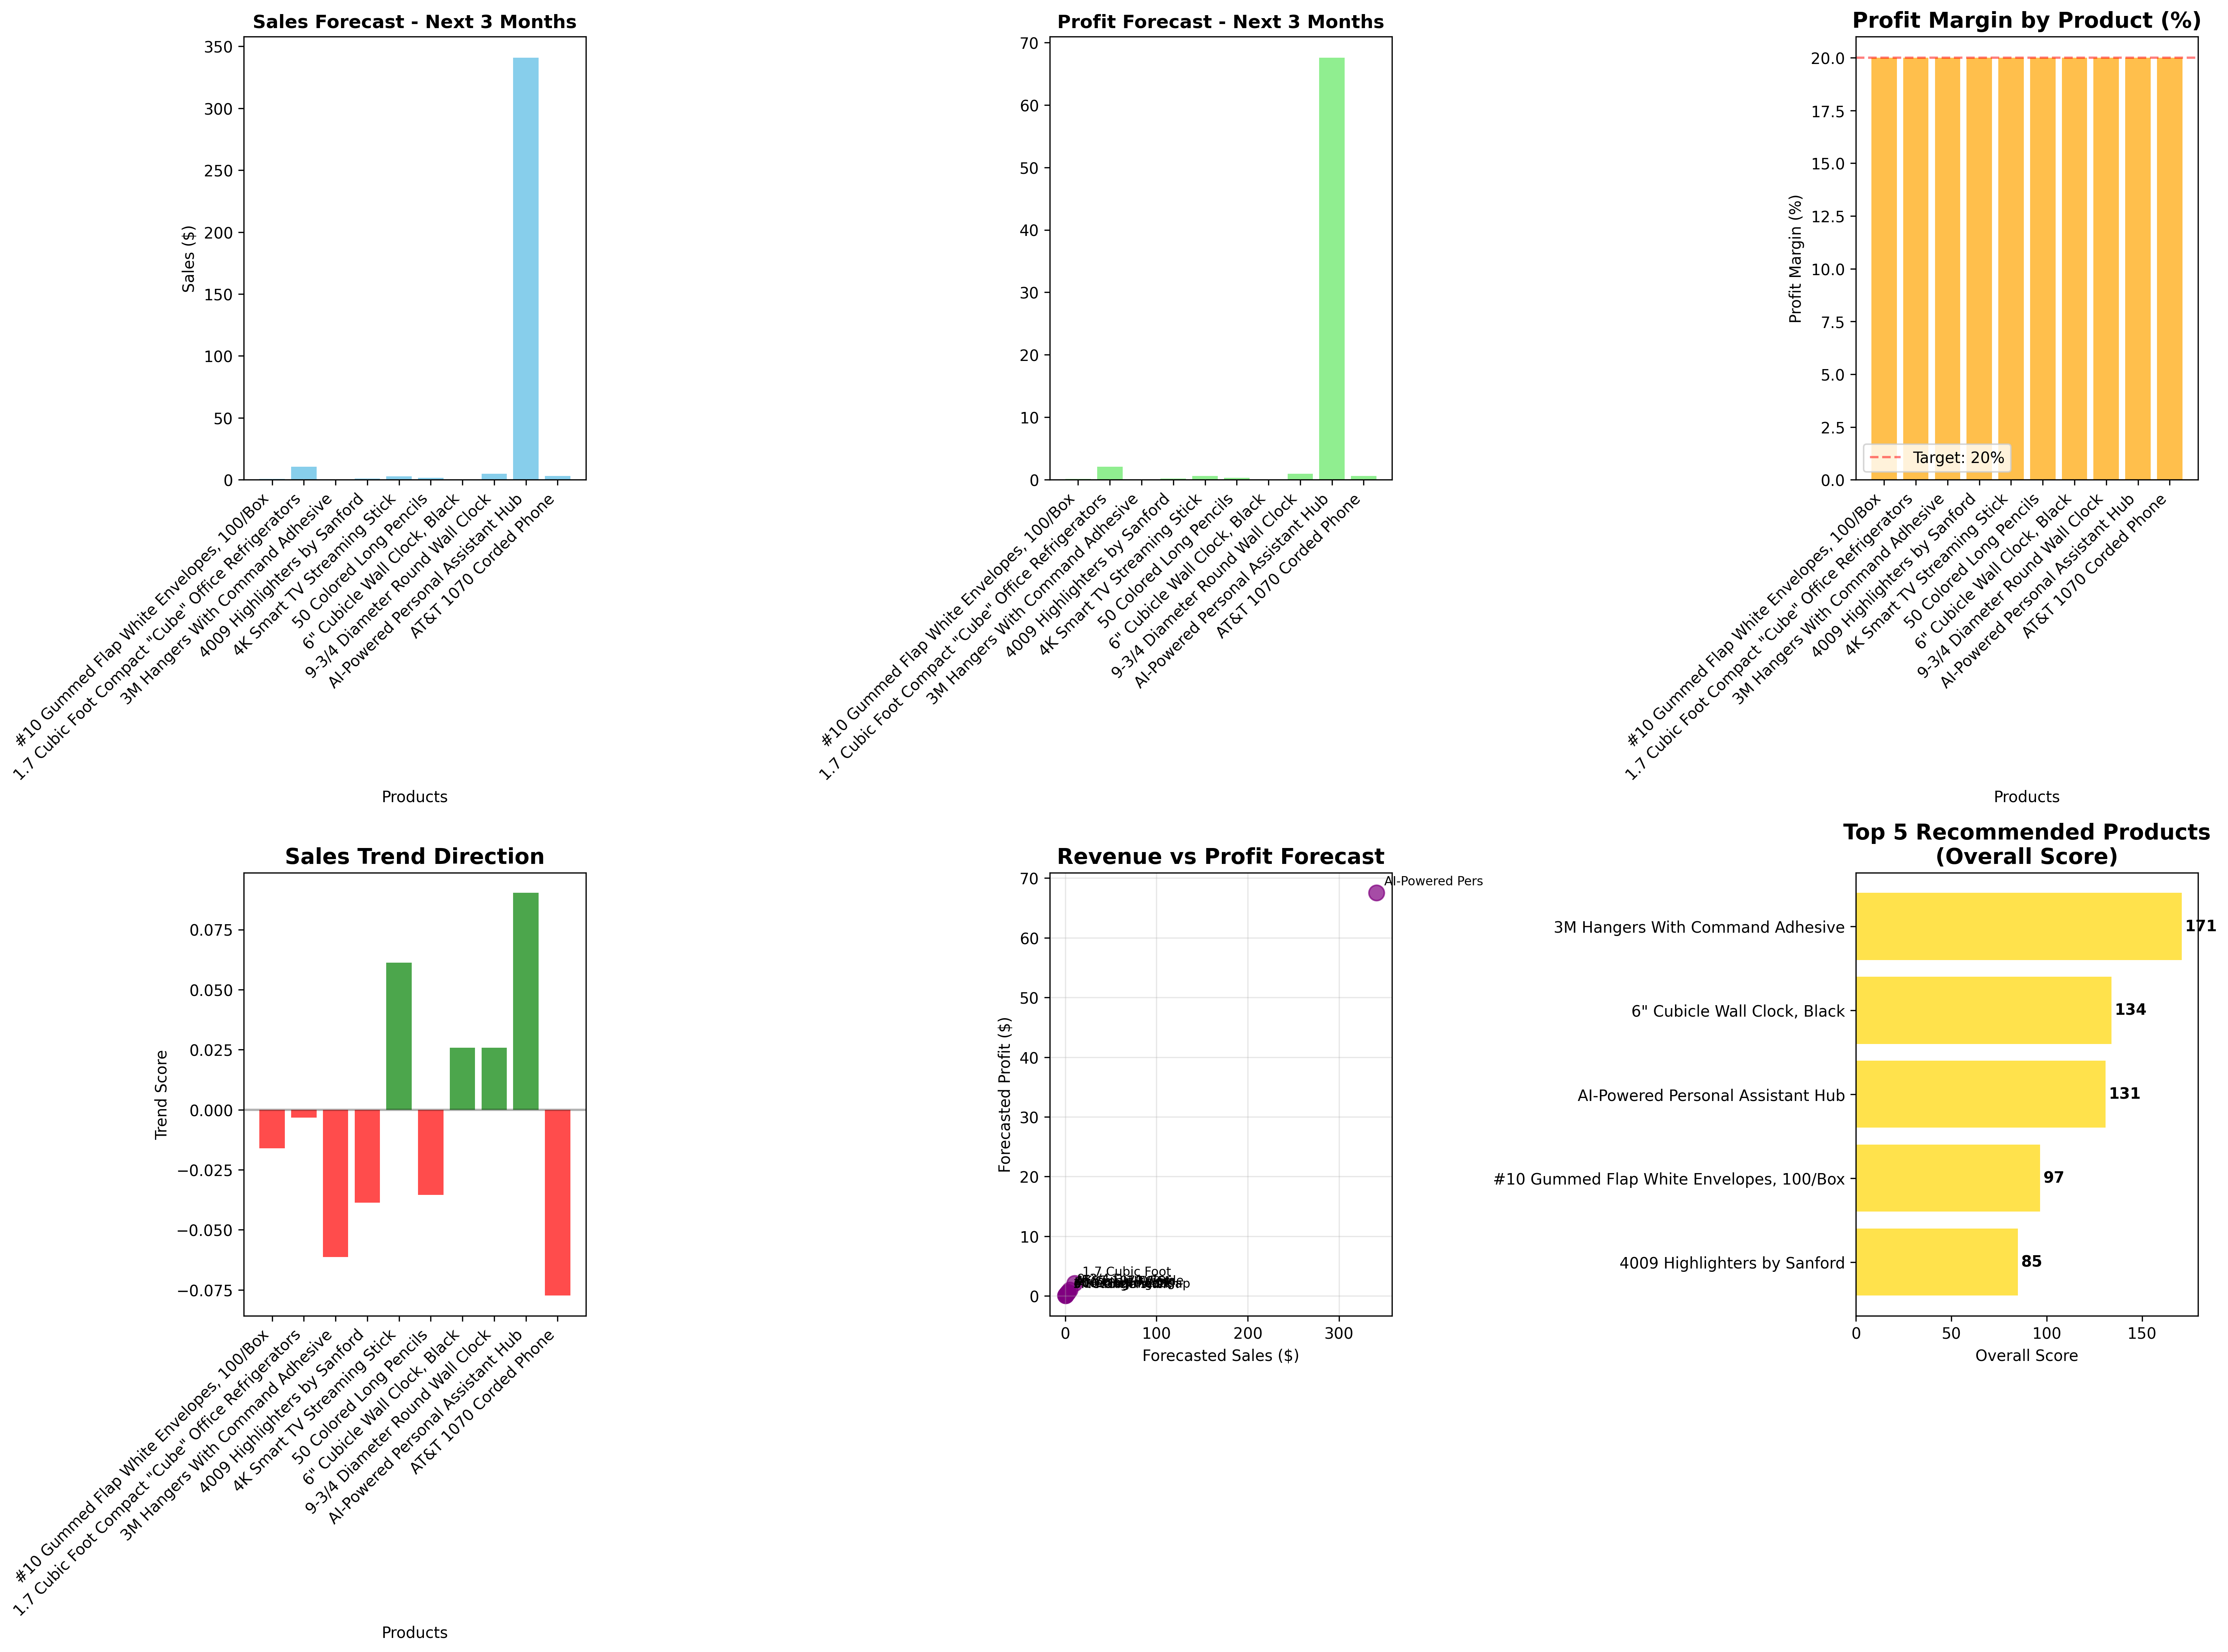 Sales Forecast - Next 3 Months
350
300
250
200
150
100
50
0
Sales ($)
#10 Gummed Flap White Envelopes, 100/Box
1.7 Cubic Foot Compact "Cube" Office Refrigerators
3M Hangers With Command Adhesive
4009 Highlighters by Sanford
4K Smart TV Streaming Stick
50 Colored Long Pencils
6" Cubicle Wall Clock, Black
9-3/4 Diameter Round Wall Clock
AI-Powered Personal Assistant Hub
AT&T 1070 Corded Phone
Products
Profit Forecast - Next 3 Months
70
60
50
40
30
20
10
0
#10 Gummed Flap White Envelopes, 100/Box
1.7 Cubic Foot Compact "Cube" Office Refrigerators
3M Hangers With Command Adhesive
4009 Highlighters by Sanford
4K Smart TV Streaming Stick
50 Colored Long Pencils
6" Cubicle Wall Clock, Black
9-3/4 Diameter Round Wall Clock
AI-Powered Personal Assistant Hub
AT&T 1070 Corded Phone
Profit Margin by Product (%)
20.0
17.5
15.0
12.5
10.0
7.5
5.0
2.5
0.0
Profit Margin (%)
Target: 20%
#10 Gummed Flap White Envelopes, 100/Box
1.7 Cubic Foot Compact "Cube" Office Refrigerators
3M Hangers With Command Adhesive
4009 Highlighters by Sanford
4K Smart TV Streaming Stick
50 Colored Long Pencils
6" Cubicle Wall Clock, Black
9-3/4 Diameter Round Wall Clock
AI-Powered Personal Assistant Hub
AT&T 1070 Corded Phone
Products
Sales Trend Direction
0.075
0.050
0.025
0.000
−0.025
−0.050
−0.075
Trend Score
#10 Gummed Flap White Envelopes, 100/Box
1.7 Cubic Foot Compact "Cube" Office Refrigerators
3M Hangers With Command Adhesive
4009 Highlighters by Sanford
4K Smart TV Streaming Stick
50 Colored Long Pencils
6" Cubicle Wall Clock, Black
9-3/4 Diameter Round Wall Clock
AI-Powered Personal Assistant Hub
AT&T 1070 Corded Phone
Products
Revenue vs Profit Forecast
70
60
50
40
30
20
10
0
Forecasted Profit ($)
AI-Powered Pers
1.7 Cubic Foot
0
100
200
300
Forecasted Sales ($)
Top 5 Recommended Products
(Overall Score)
3M Hangers With Command Adhesive
171
6" Cubicle Wall Clock, Black
134
AI-Powered Personal Assistant Hub
131
#10 Gummed Flap White Envelopes, 100/Box
97
4009 Highlighters by Sanford
85
0
50
100
150
Overall Score